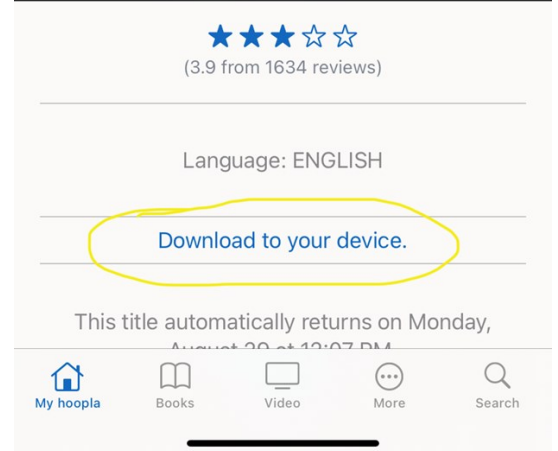 (3.9 from 1634 reviews)
Language: ENGLISH
Download to your device.
This title automatically returns on Monday,
My hoopla
Books
Video
More
Search